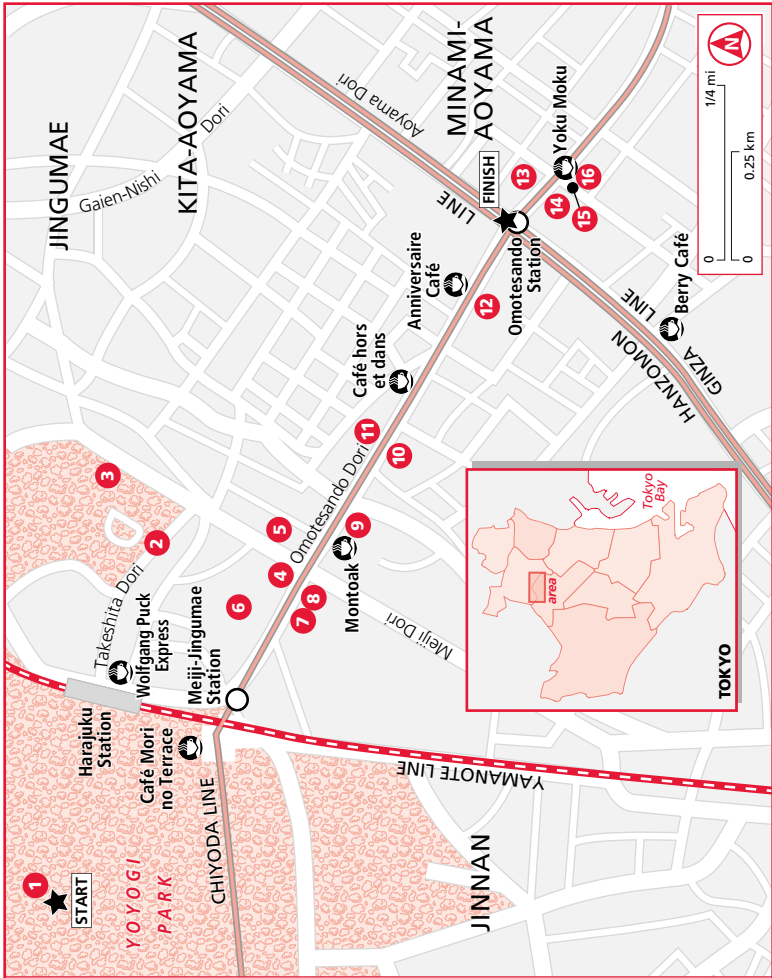 JINGUMAE
KITA-AOYAMA
Gaien-Nishi
Dori
Aoyama Dori
MINAMI-
AOYAMA
FINISH
LINE
Yoku Moku
13
14
15
16
Omotesando
Station
12
Anniversaire
Café
Café hors
et dans
11
10
Omotesando Dori
9
Montoak
Meiji Dori
8
7
4
5
6
3
2
Takeshita Dori
Wolfgang Puck
Express
Meiji-Jingumae
Station
Harajuku
Station
Café Mori
no Terrace
YAMANOTE LINE
CHIYODA LINE
1
START
YOYOGI
PARK
JINNAN
HANZOMON
LINE
GINZA
Berry Café
N
0
1/4 mi
0
0.25 km
TOKYO
area
Tokyo
Bay